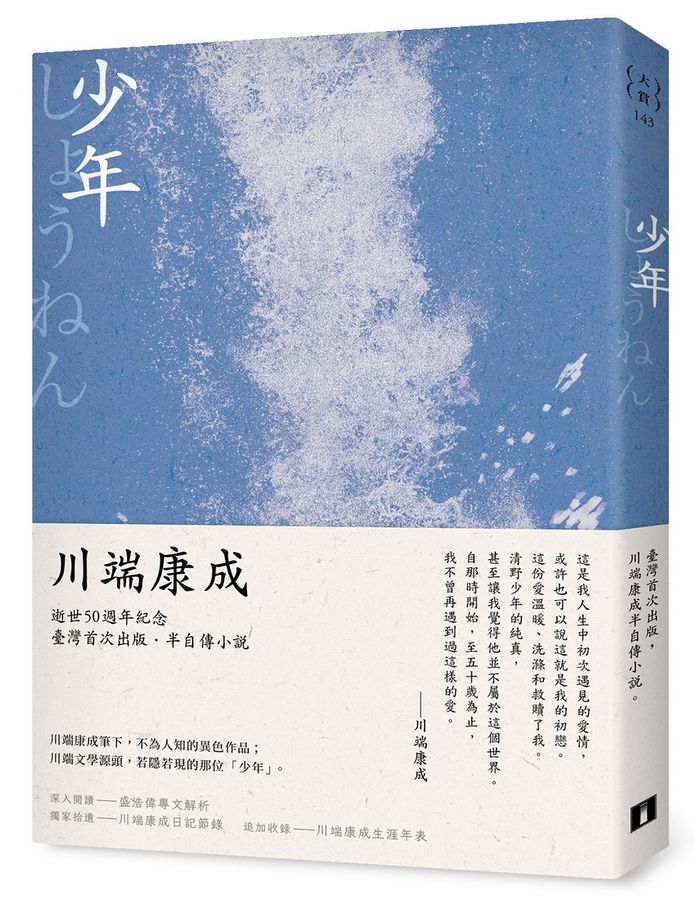 少年
しょうねん
川端康成
逝世50週年紀念
臺灣首次出版．半自傳小說
這是我人生中初次遇見的愛情，
或許也可以說這就是我的初戀。
這份愛溫暖、洗滌和救贖了我。
清野少年的純真，
甚至讓我覺得他並不屬於這個世界。
自那時開始，至五十歲為止，
我不曾再遇到過這樣的愛。
——川端康成
川端康成筆下，不為人知的異色作品；
川端文學源頭，若隱若現的那位「少年」。
深入閱讀——盛浩偉專文解析
獨家拾遺——川端康成日記節錄　追加收錄——川端康成生涯年表
大賞
143
少年
しょうねん
臺灣首次出版，
川端康成半自傳小說。